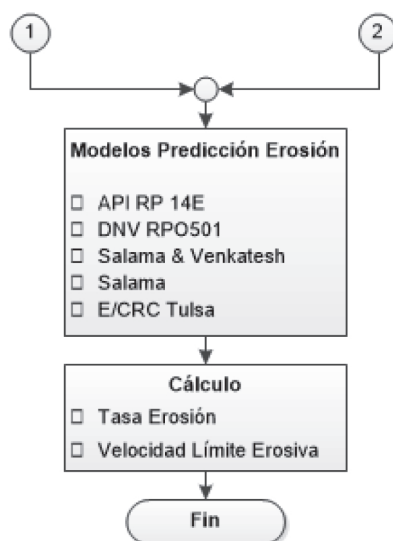 1
2
Modelos Predicción Erosión
API RP 14E
DNV RPO501
Salama & Venkatesh
Salama
E/CRC Tulsa
Cálculo
Tasa Erosión
Velocidad Límite Erosiva
Fin